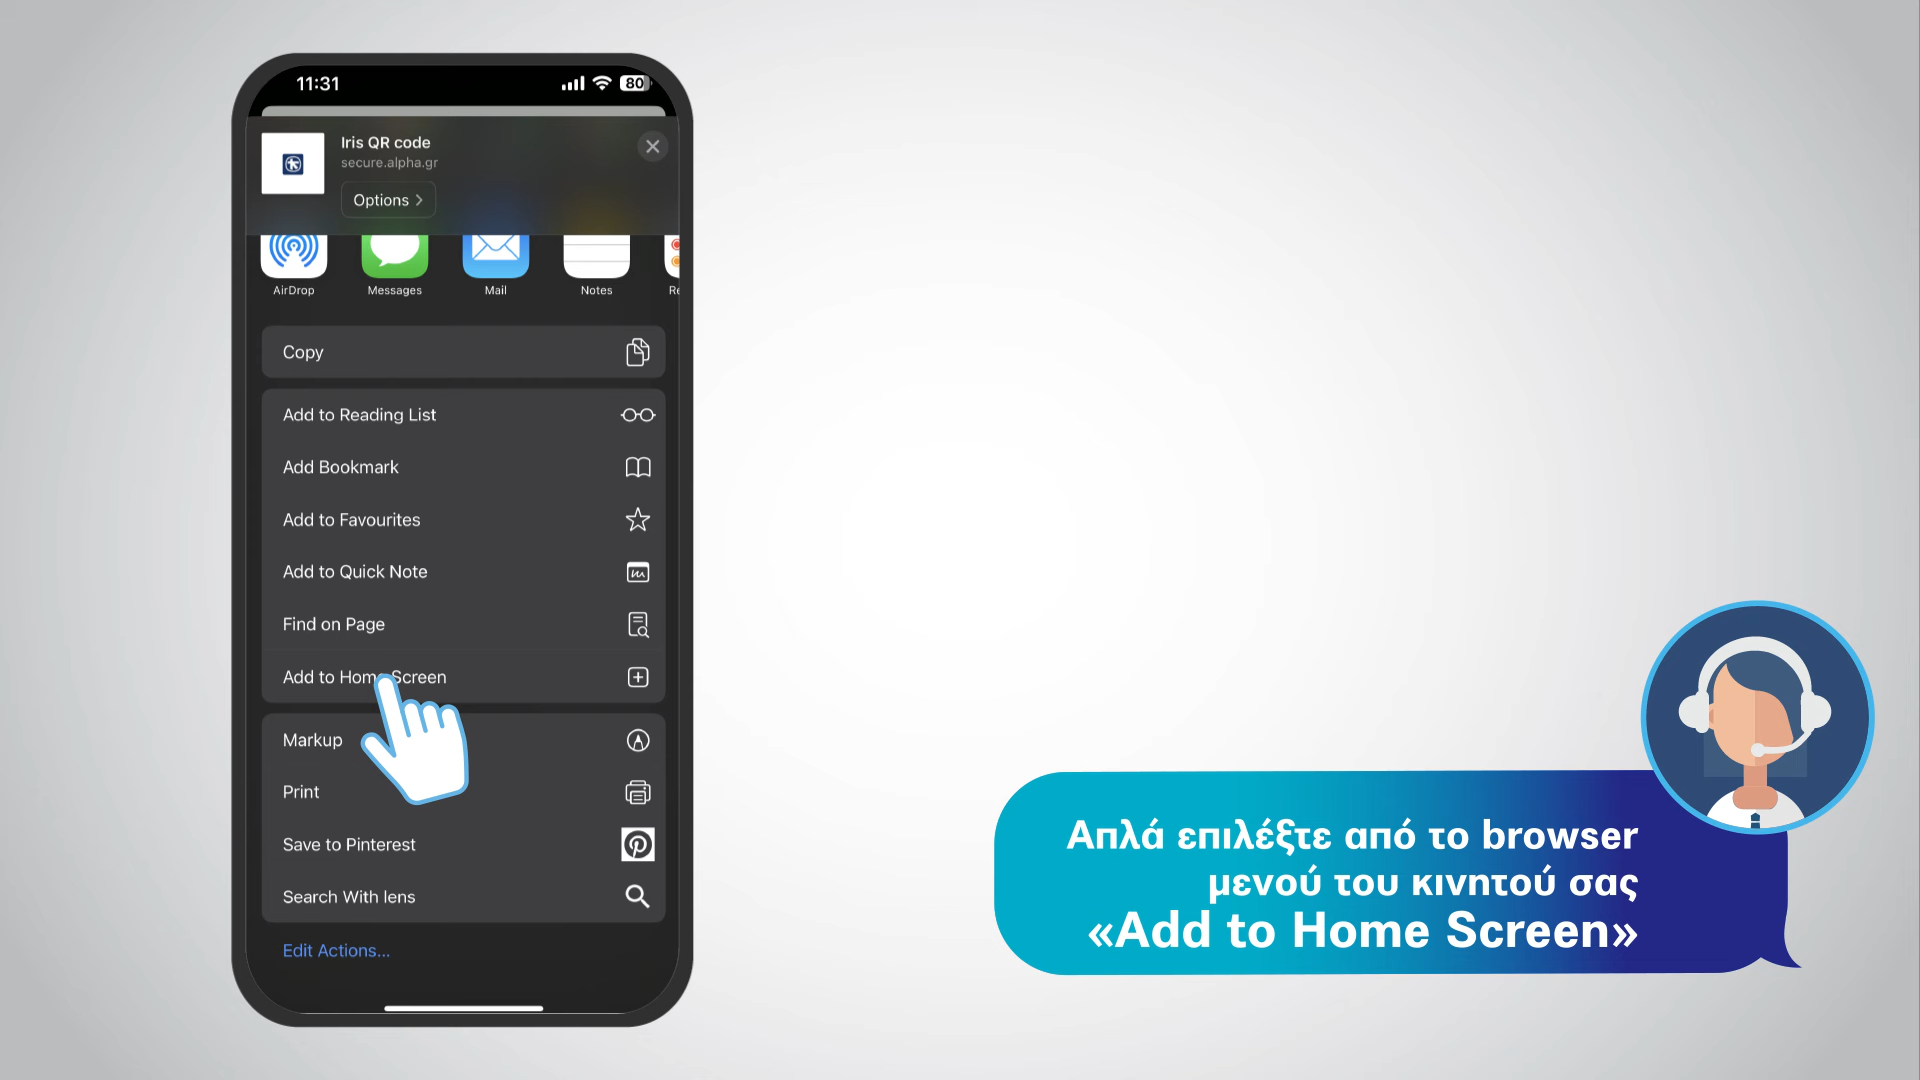 11:31
80
Iris QR code
secure.alpha.gr
Options
AirDrop
Messages
Mail
Notes
Re
Copy
Add to Reading List
Add Bookmark
Add to Favourites
Add to Quick Note
Find on Page
Add to Home Screen
Markup
Print
Save to Pinterest
Search With lens
Edit Actions...
Απλά επιλέξτε από το browser
μενού του κινητού σας
«Add to Home Screen»